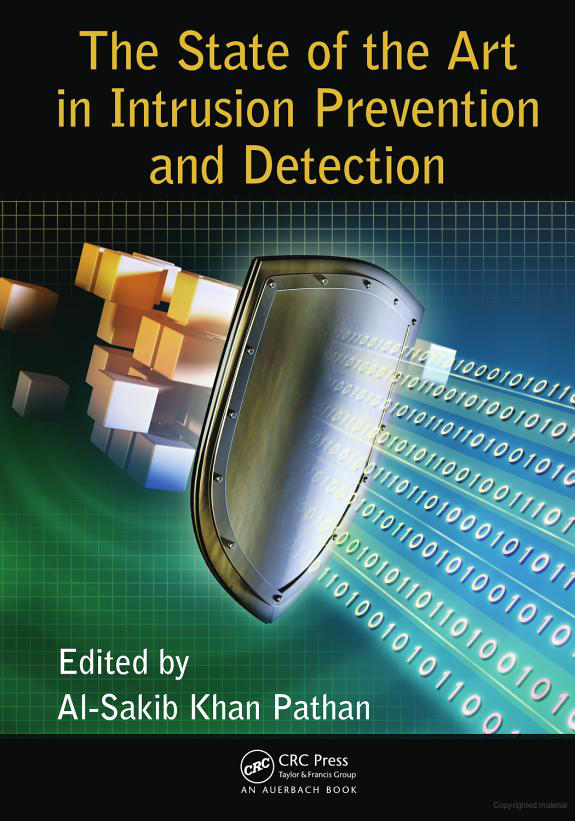 The State of the Art
in Intrusion Prevention
and Detection
Edited by
Al-Sakib Khan Pathan
CRC
CRC Press
Taylor & Francis Group
AN AUERBACH BOOK
Copyrighted material